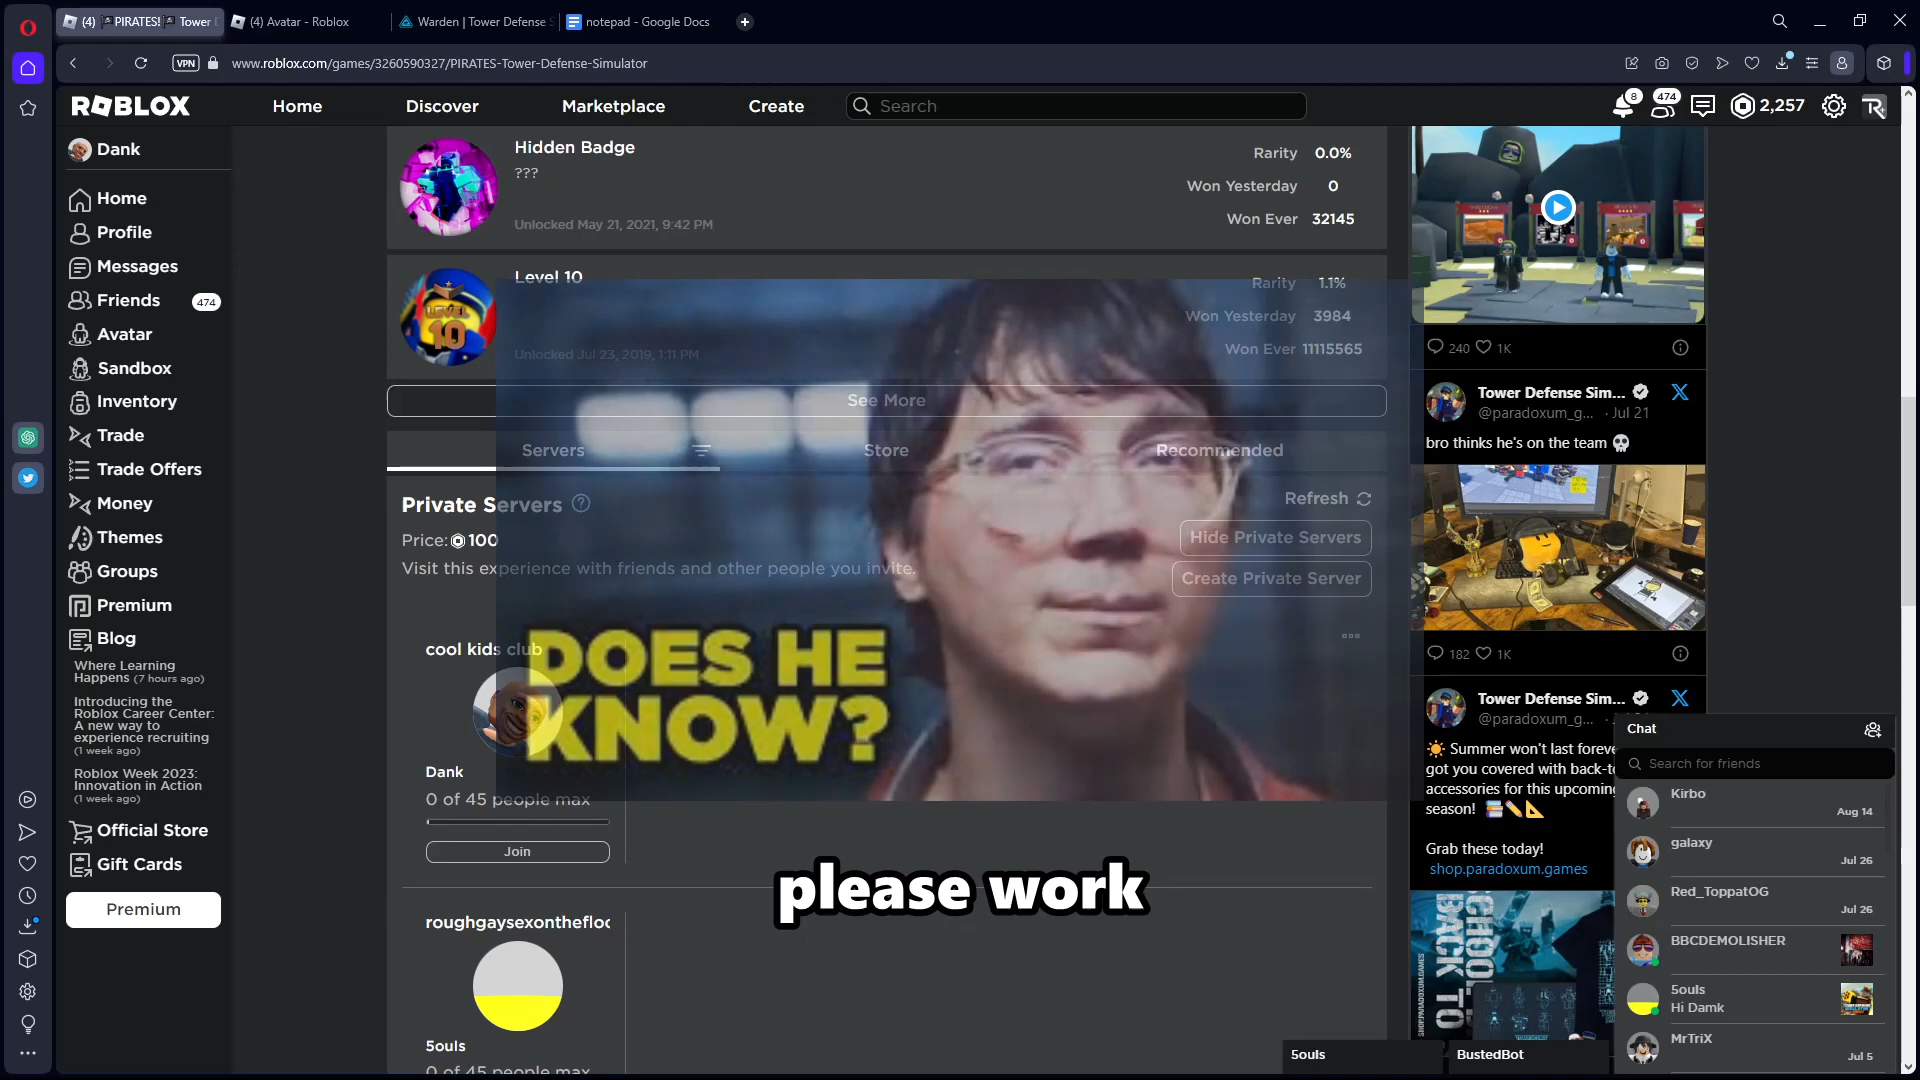 (4) 🏴‍☠️PIRATES!🏴‍☠️ Tower D
(4) Avatar - Roblox
Warden | Tower Defense S
notepad - Google Docs
VPN
www.roblox.com/games/3260590327/PIRATES-Tower-Defense-Simulator
ROBLOX
Home
Discover
Marketplace
Create
Search
8
474
2,257
Dank
Home
Profile
Messages
Friends
474
Avatar
Sandbox
Inventory
Trade
Trade Offers
Money
Themes
Groups
Premium
Blog
Where Learning
Happens (7 hours ago)
Introducing the
Roblox Career Center:
A new way to
experience recruiting
(1 week ago)
Roblox Week 2023:
Innovation in Action
(1 week ago)
Official Store
Gift Cards
Premium
Hidden Badge
???
Unlocked May 21, 2021, 9:42 PM
Rarity 0.0%
Won Yesterday 0
Won Ever 32145
LEVEL
10
Level 10
Unlocked Jul 23, 2019, 1:11 PM
Rarity 1.1%
Won Yesterday 3984
Won Ever 11115565
See More
Servers
Store
Recommended
Private Servers
Price: 100
Visit this experience with friends and other people you invite.
Refresh
Hide Private Servers
Create Private Server
cool kids club
Dank
0 of 45 people max
Join
roughgaysexonthefloo
5ouls
0 of 45 people max
DOES HE
KNOW?
please work
240
1K
Tower Defense Sim...
@paradoxum_g... · Jul 21
bro thinks he's on the team 💀
182
1K
Tower Defense Sim...
@paradoxum_g...
☀️ Summer won't last foreve
got you covered with back-to
accessories for this upcoming
season! 📚✏️📐
Grab these today!
shop.paradoxum.games
BACK TO
SHOP.PARADOXUM.GAMES
Chat
Search for friends
Kirbo
Aug 14
galaxy
Jul 26
Red_ToppatOG
Jul 26
BBCDEMOLISHER
5ouls
Hi Damk
MrTriX
Jul 5
5ouls
BustedBot